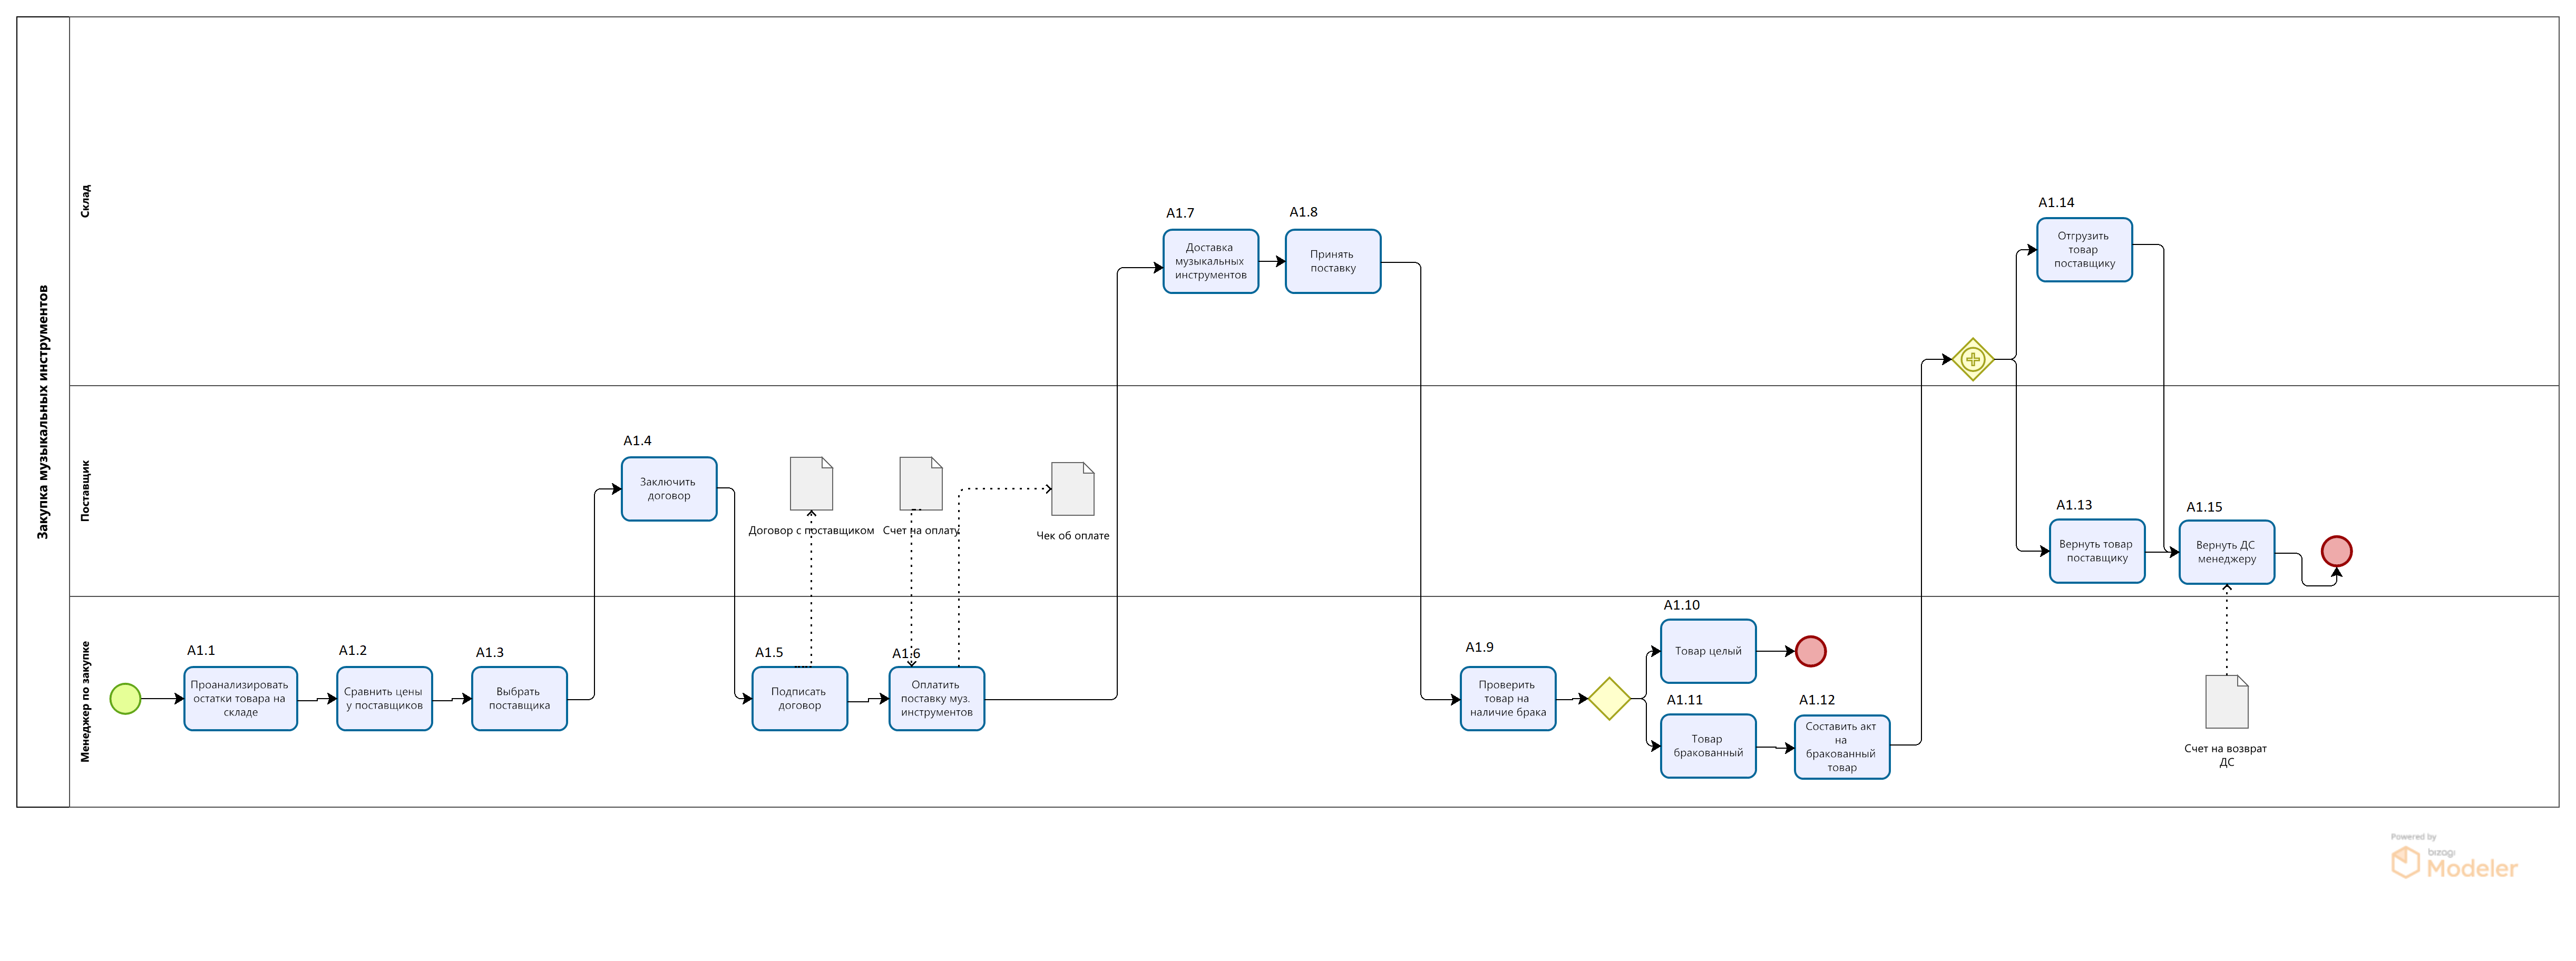 Закупка музыкальных инструментов
Склад
A1.7
Доставка
музыкальных
инструментов
A1.8
Принять
поставку
A1.14
Отгрузить
товар
поставщику
Поставщик
A1.4
Заключить
договор
Договор с поставщиком
Счет на оплату
Чек об оплате
A1.13
Вернуть товар
поставщику
A1.15
Вернуть ДС
менеджеру
Менеджер по закупке
A1.1
Проанализировать
остатки товара на
складе
A1.2
Сравнить цены
у поставщиков
A1.3
Выбрать
поставщика
A1.5
Подписать
договор
A1.6
Оплатить
поставку муз.
инструментов
A1.9
Проверить
товар на
наличие брака
A1.10
Товар целый
A1.11
Товар
бракованный
A1.12
Составить акт
на
бракованный
товар
Счет на возврат
ДС
Powered by
bizagi
Modeler